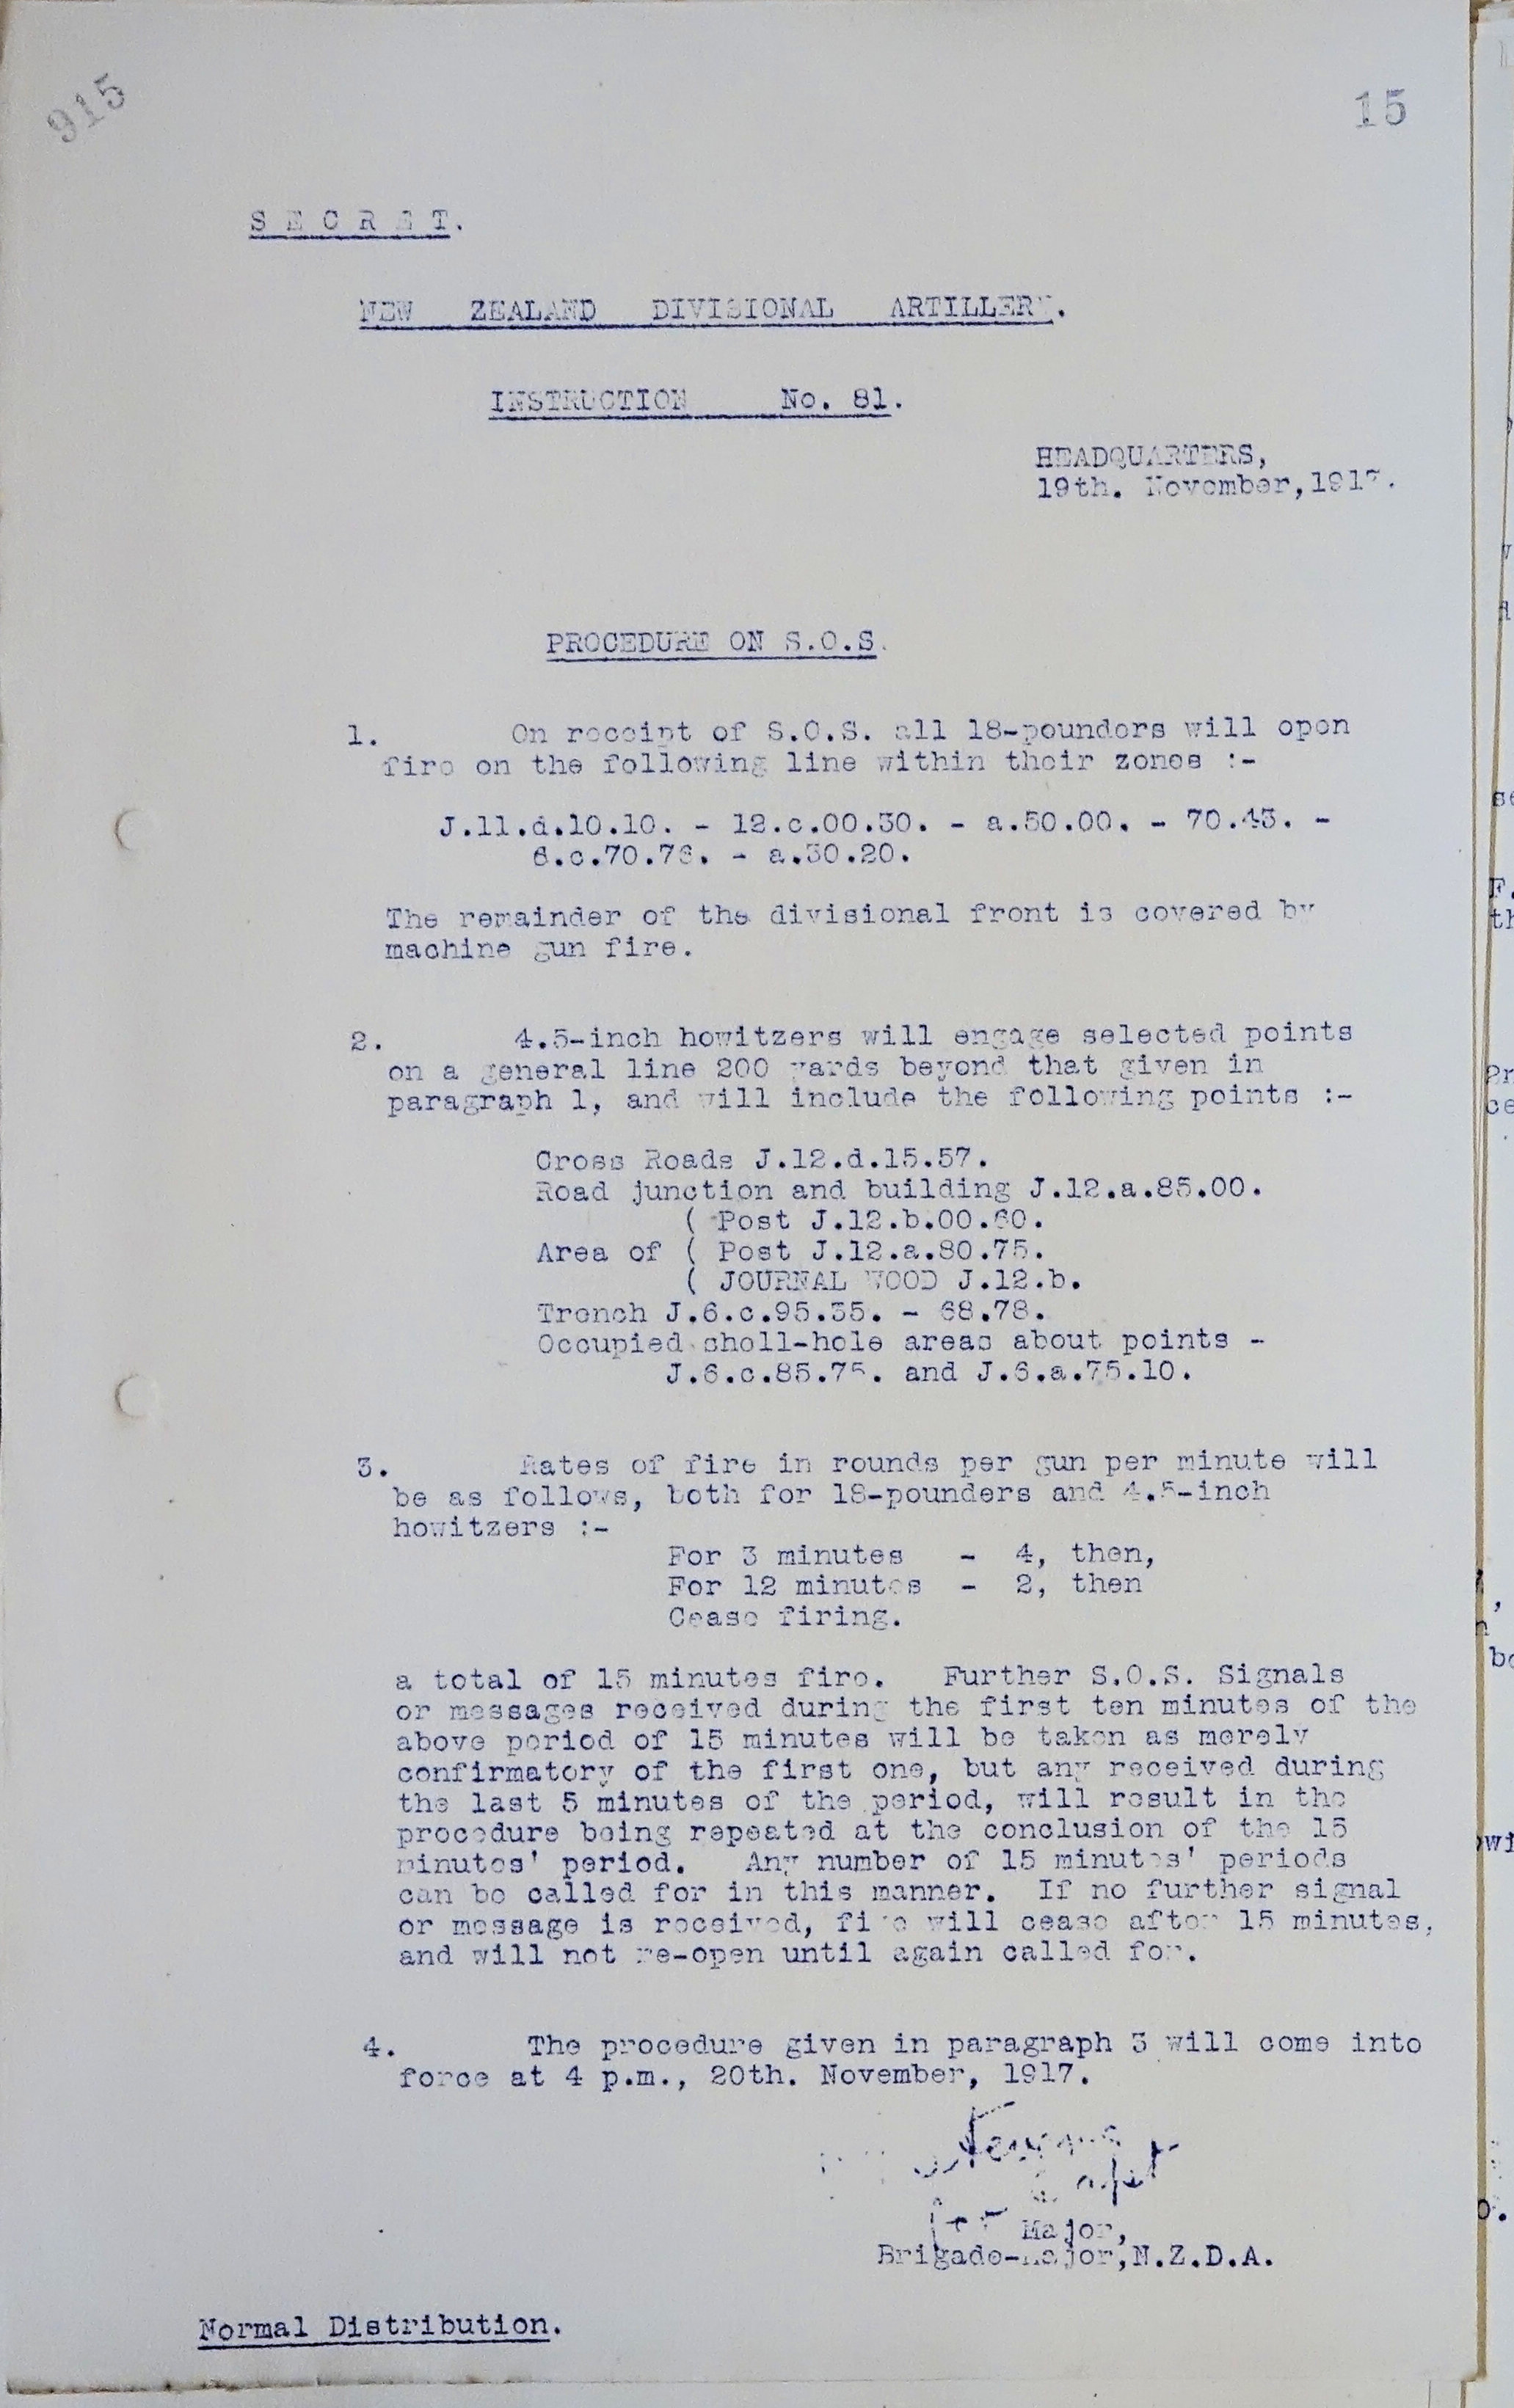 915
15
S E C R E T.
NEW ZEALAND DIVISIONAL ARTILLERY.
INSTRUCTION No. 81.
HEADQUARTERS,
19th. November, 1917.
PROCEDURE ON S.O.S.
1. On receipt of S.O.S. all 18-pounders will open
fire on the following line within their zones :-
J.11.d.10.10. - 12.c.00.30. - a.50.00. - 70.43. -
6.c.70.78. - a.30.20.
The remainder of the divisional front is covered by
machine gun fire.
2. 4.5-inch howitzers will engage selected points
on a general line 200 yards beyond that given in
paragraph 1, and will include the following points :-
Cross Roads J.12.d.15.57.
Road junction and building J.12.a.85.00.
( Post J.12.b.00.60.
Area of ( Post J.12.a.80.75.
( JOURNAL WOOD J.12.b.
Trench J.6.c.95.35. - 68.78.
Occupied shell-hole areas about points -
J.6.c.85.75. and J.6.a.75.10.
3. Rates of fire in rounds per gun per minute will
be as follows, both for 18-pounders and 4.5-inch
howitzers :-
For 3 minutes - 4, then,
For 12 minutes - 2, then
Cease firing.
a total of 15 minutes fire. Further S.O.S. Signals
or messages received during the first ten minutes of the
above period of 15 minutes will be taken as merely
confirmatory of the first one, but any received during
the last 5 minutes of the period, will result in the
procedure being repeated at the conclusion of the 15
minutes' period. Any number of 15 minutes' periods
can be called for in this manner. If no further signal
or message is received, fire will cease after 15 minutes,
and will not re-open until again called for.
4. The procedure given in paragraph 3 will come into
force at 4 p.m., 20th. November, 1917.
Capt
for Major,
Brigade-Major, N.Z.D.A.
Normal Distribution.